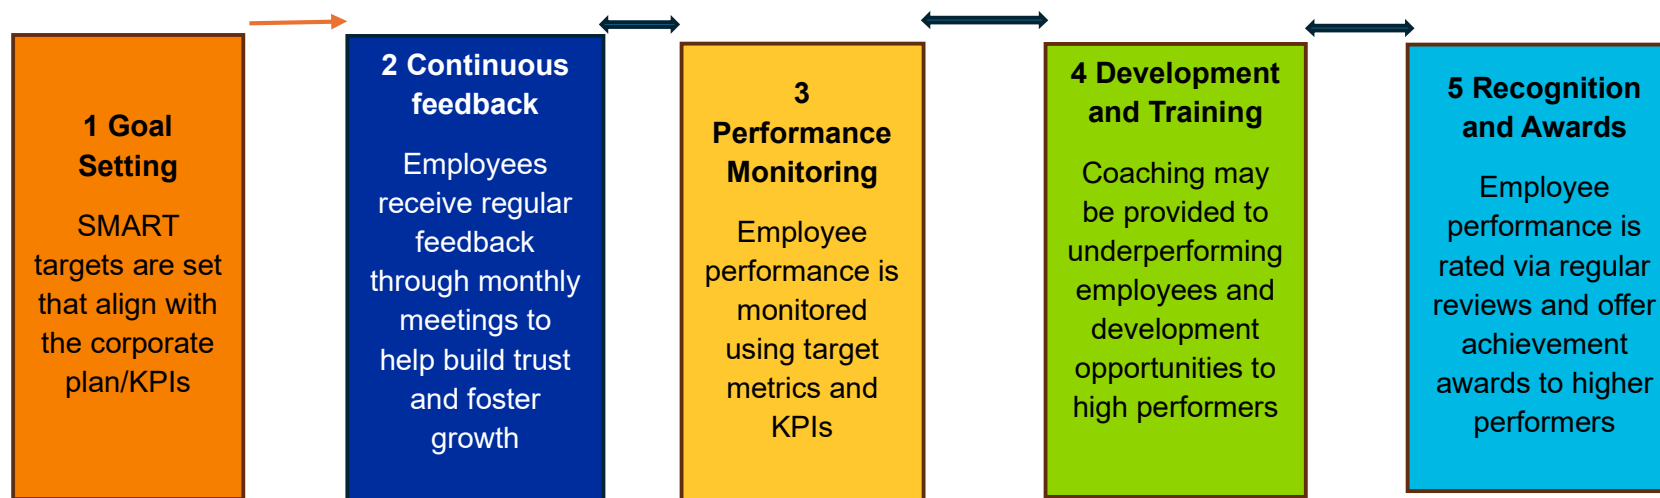 1 Goal
Setting
SMART
targets are set
that align with
the corporate
plan/KPIs
2 Continuous
feedback
Employees
receive regular
feedback
through monthly
meetings to
help build trust
and foster
growth
3
Performance
Monitoring
Employee
performance is
monitored
using target
metrics and
KPIs
4 Development
and Training
Coaching may
be provided to
underperforming
employees and
development
opportunities to
high performers
5 Recognition
and Awards
Employee
performance is
rated via regular
reviews and offer
achievement
awards to higher
performers